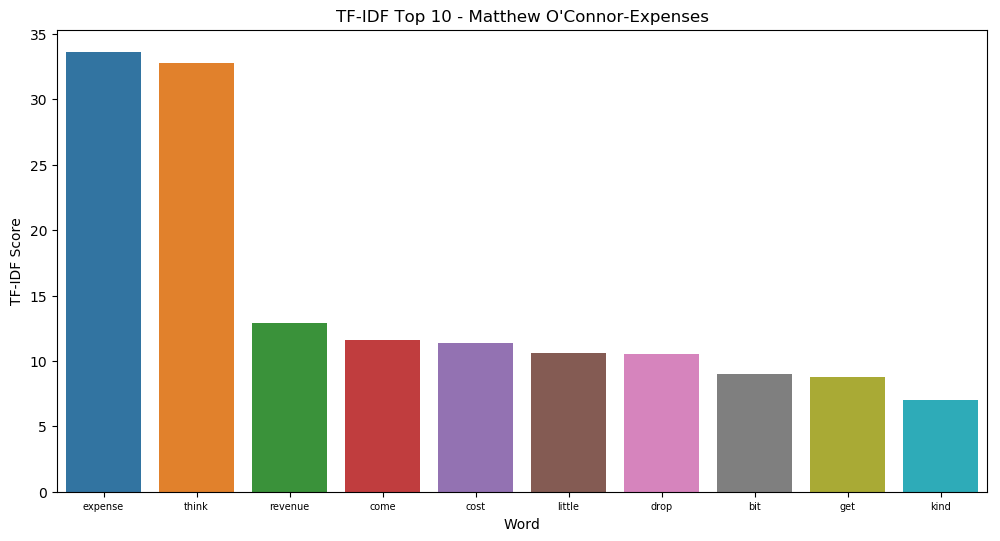 TF-IDF Top 10 - Matthew O'Connor-Expenses
TF-IDF Score
35
30
25
20
15
10
5
0
expense think revenue come cost little drop bit get kind
Word